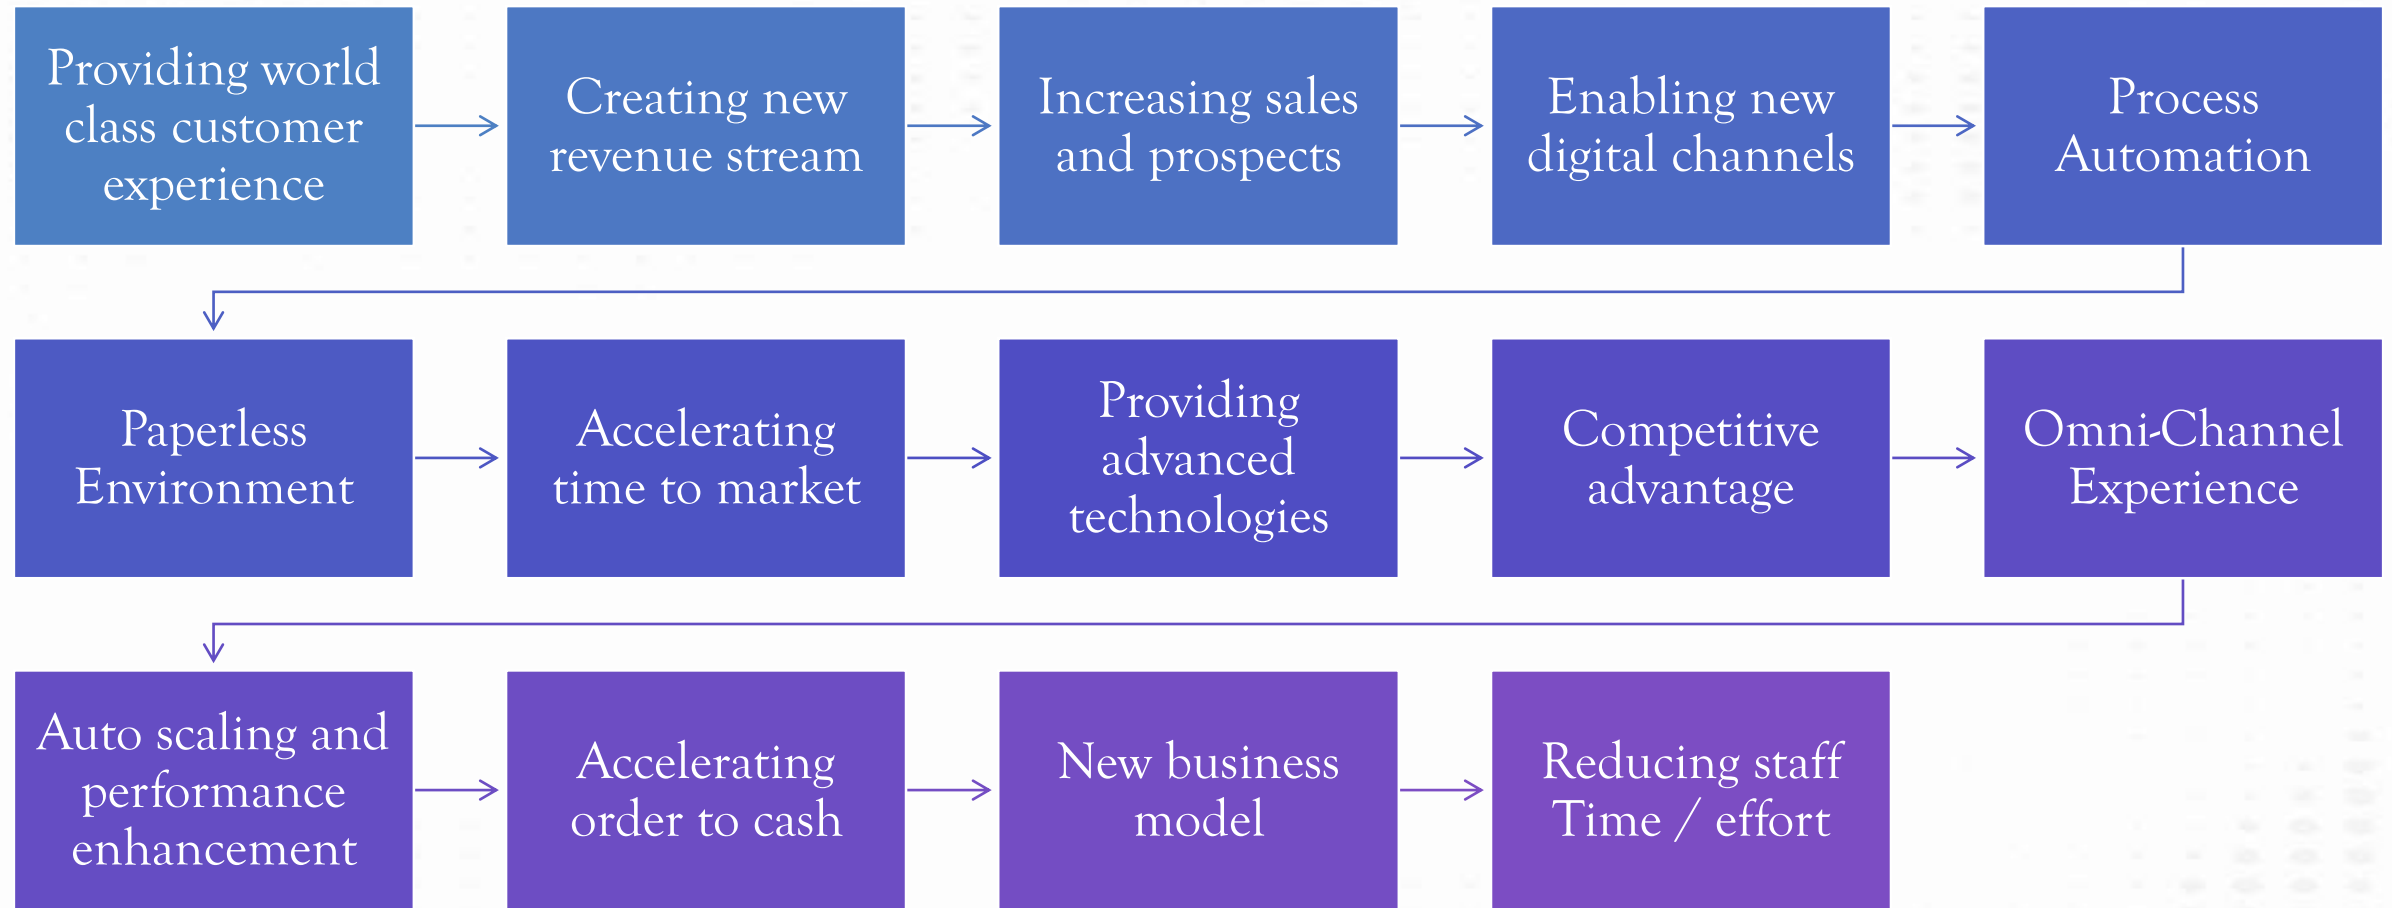 Providing world
class customer
experience
Creating new
revenue stream
Increasing sales
and prospects
Enabling new
digital channels
Process
Automation
Paperless
Environment
Accelerating
time to market
Providing
advanced
technologies
Competitive
advantage
Omni-Channel
Experience
Auto scaling and
performance
enhancement
Accelerating
order to cash
New business
model
Reducing staff
Time / effort